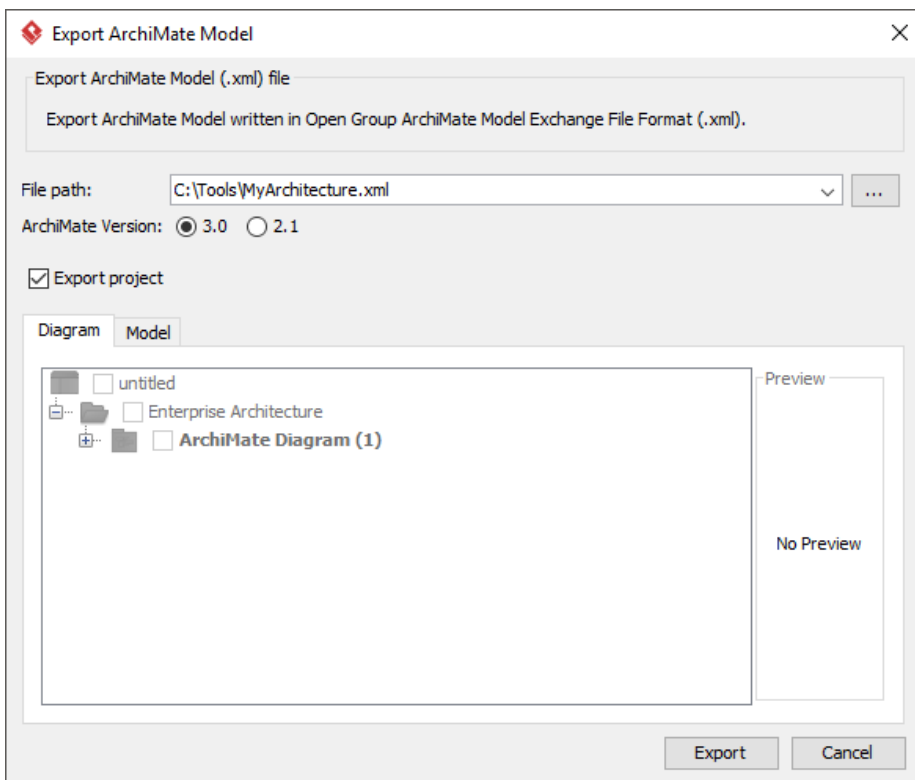 Export ArchiMate Model
Export ArchiMate Model (.xml) file
Export ArchiMate Model written in Open Group ArchiMate Model Exchange File Format (.xml).
File path: C:\Tools\MyArchitecture.xml ...
ArchiMate Version: 3.0 2.1
Export project
Diagram Model
untitled
Enterprise Architecture
ArchiMate Diagram (1)
Preview
No Preview
Export Cancel